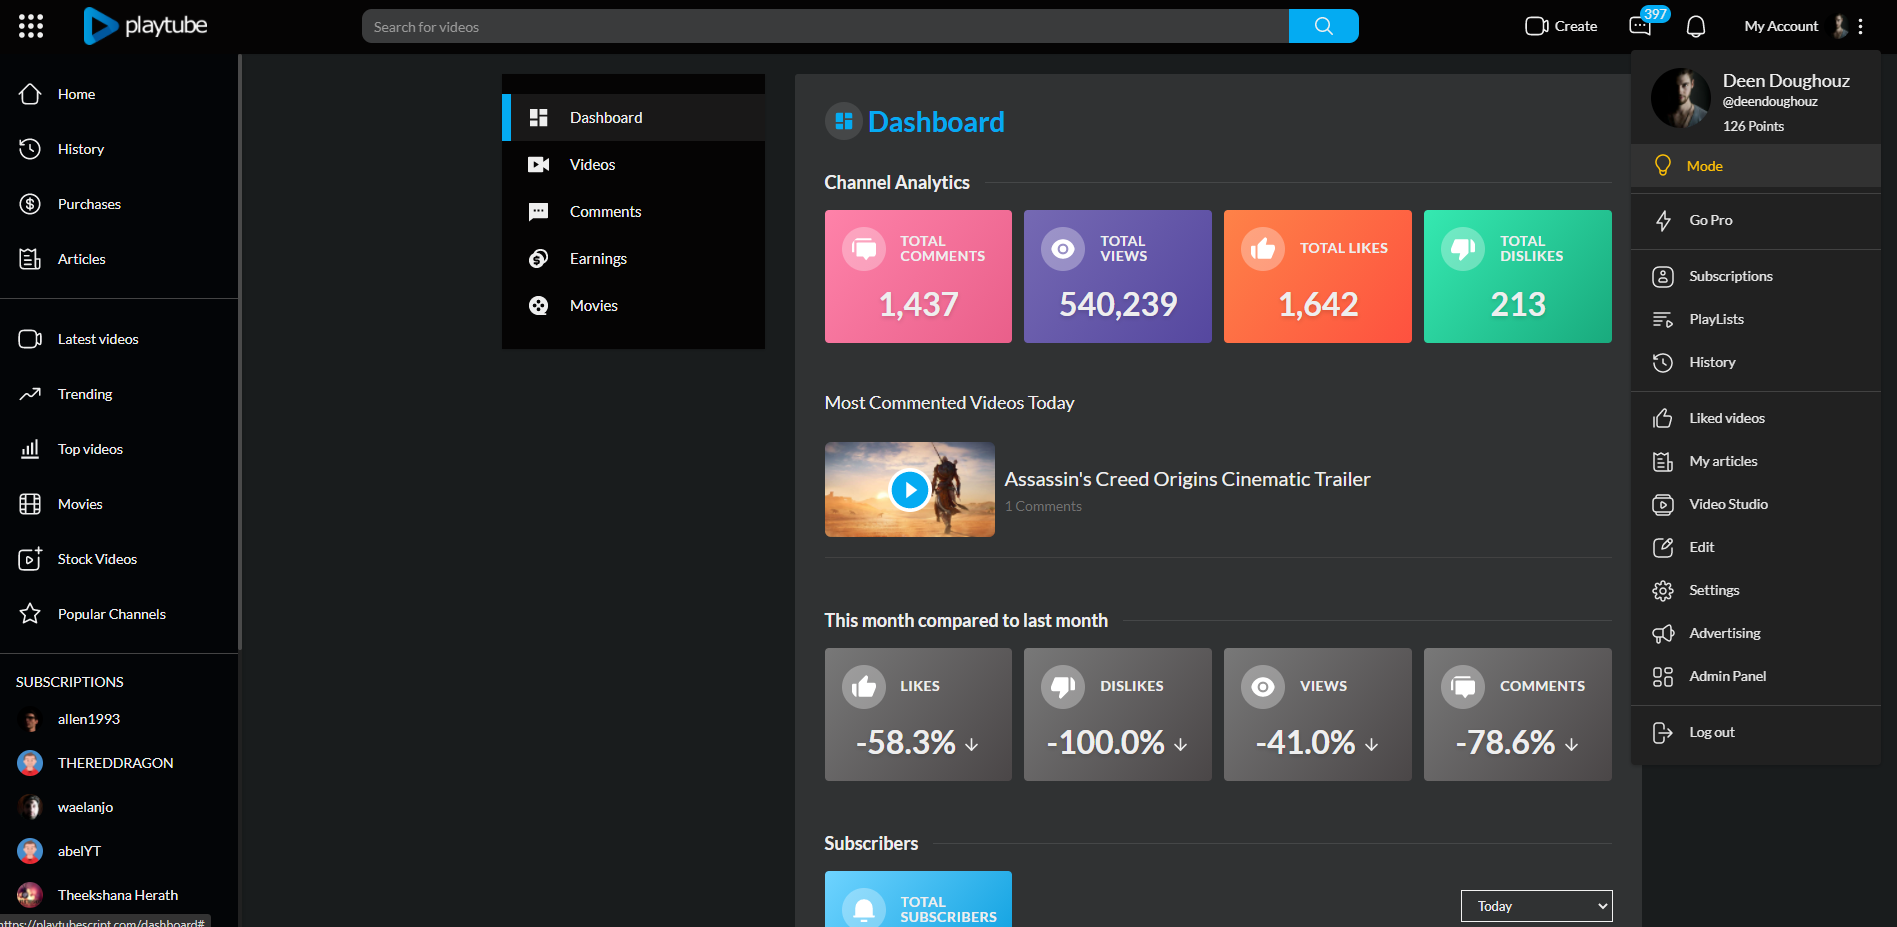 playtube
Search for videos
Create
397
My Account
Home
History
Purchases
Articles
Latest videos
Trending
Top videos
Movies
Stock Videos
Popular Channels
SUBSCRIPTIONS
allen1993
THEREDDRAGON
waelanjo
abelYT
Theekshana Herath
https://playtubescript.com/dashboard#
Dashboard
Videos
Comments
Earnings
Movies
Dashboard
Channel Analytics
TOTAL
COMMENTS
1,437
TOTAL
VIEWS
540,239
TOTAL LIKES
1,642
TOTAL
DISLIKES
213
Most Commented Videos Today
Assassin's Creed Origins Cinematic Trailer
1 Comments
This month compared to last month
LIKES
-58.3%
DISLIKES
-100.0%
VIEWS
-41.0%
COMMENTS
-78.6%
Subscribers
TOTAL
SUBSCRIBERS
Today
Deen Doughouz
@deendoughouz
126 Points
Mode
Go Pro
Subscriptions
PlayLists
History
Liked videos
My articles
Video Studio
Edit
Settings
Advertising
Admin Panel
Log out